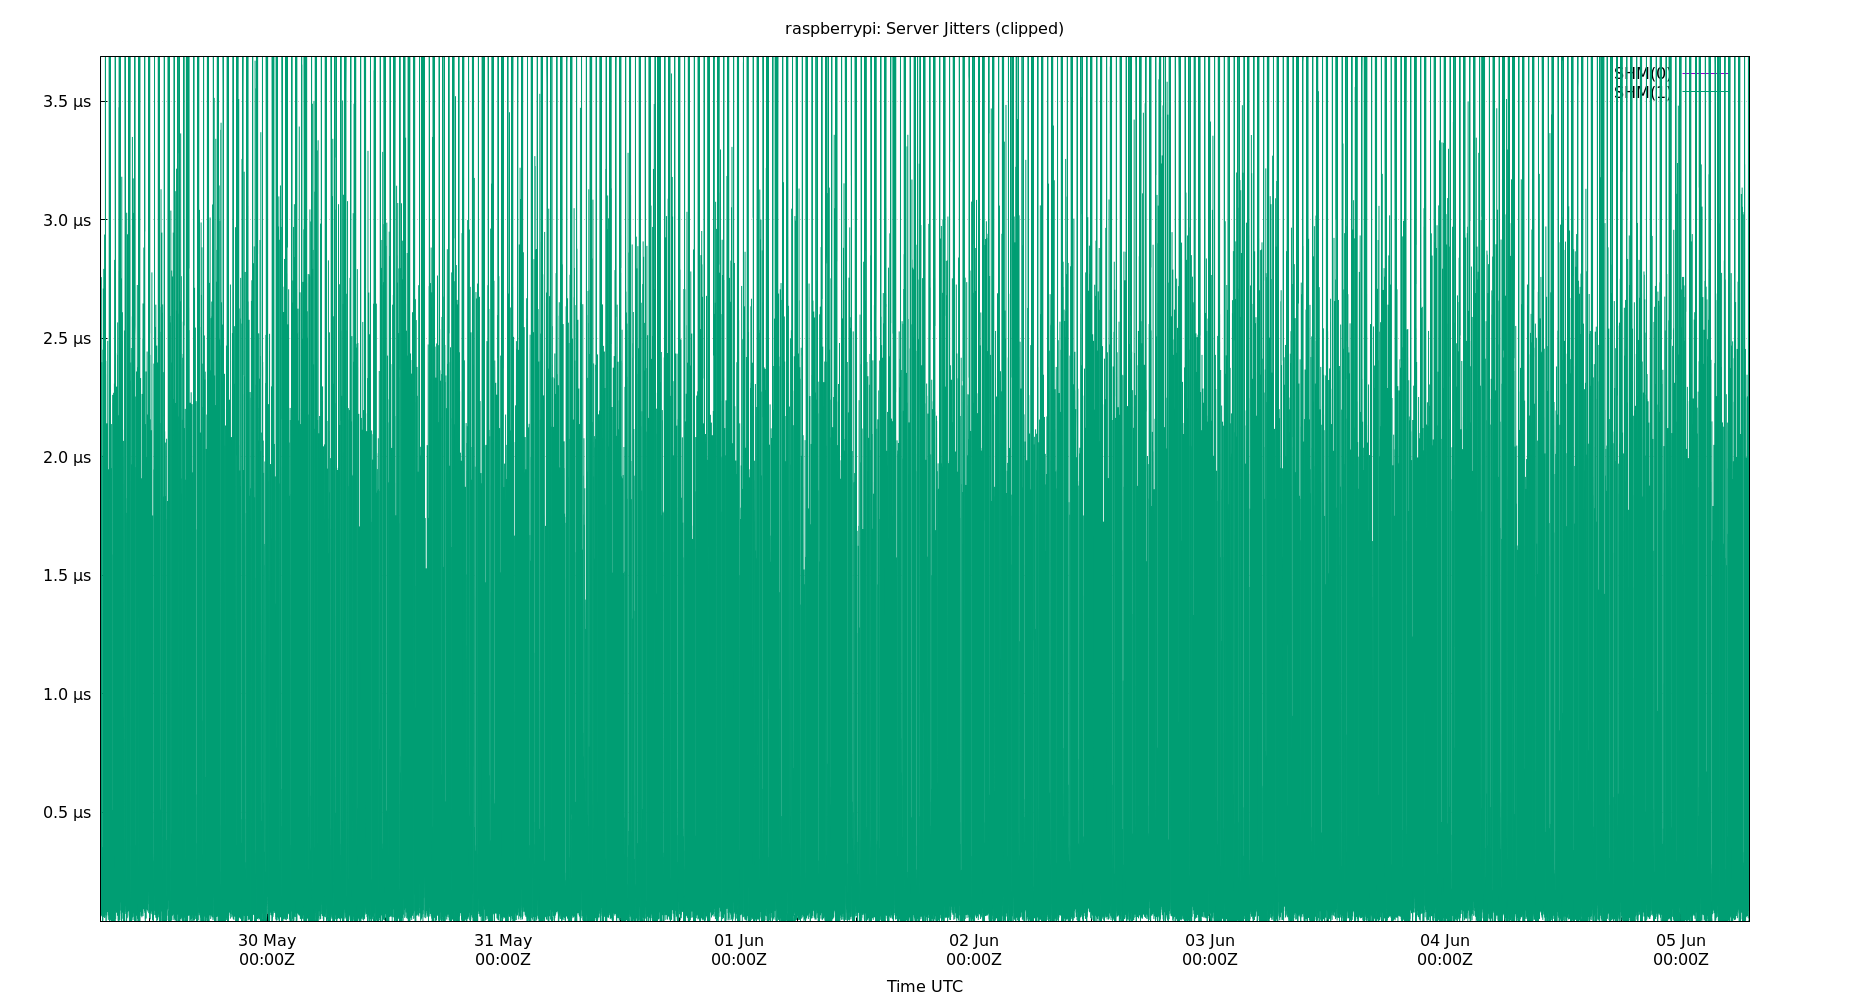 raspberrypi: Server Jitters (clipped)
SHM(0)
SHM(1)
3.5 μs
3.0 μs
2.5 μs
2.0 μs
1.5 μs
1.0 μs
0.5 μs
30 May 31 May 01 Jun 02 Jun 03 Jun 04 Jun 05 Jun
00:00Z 00:00Z 00:00Z 00:00Z 00:00Z 00:00Z 00:00Z
Time UTC